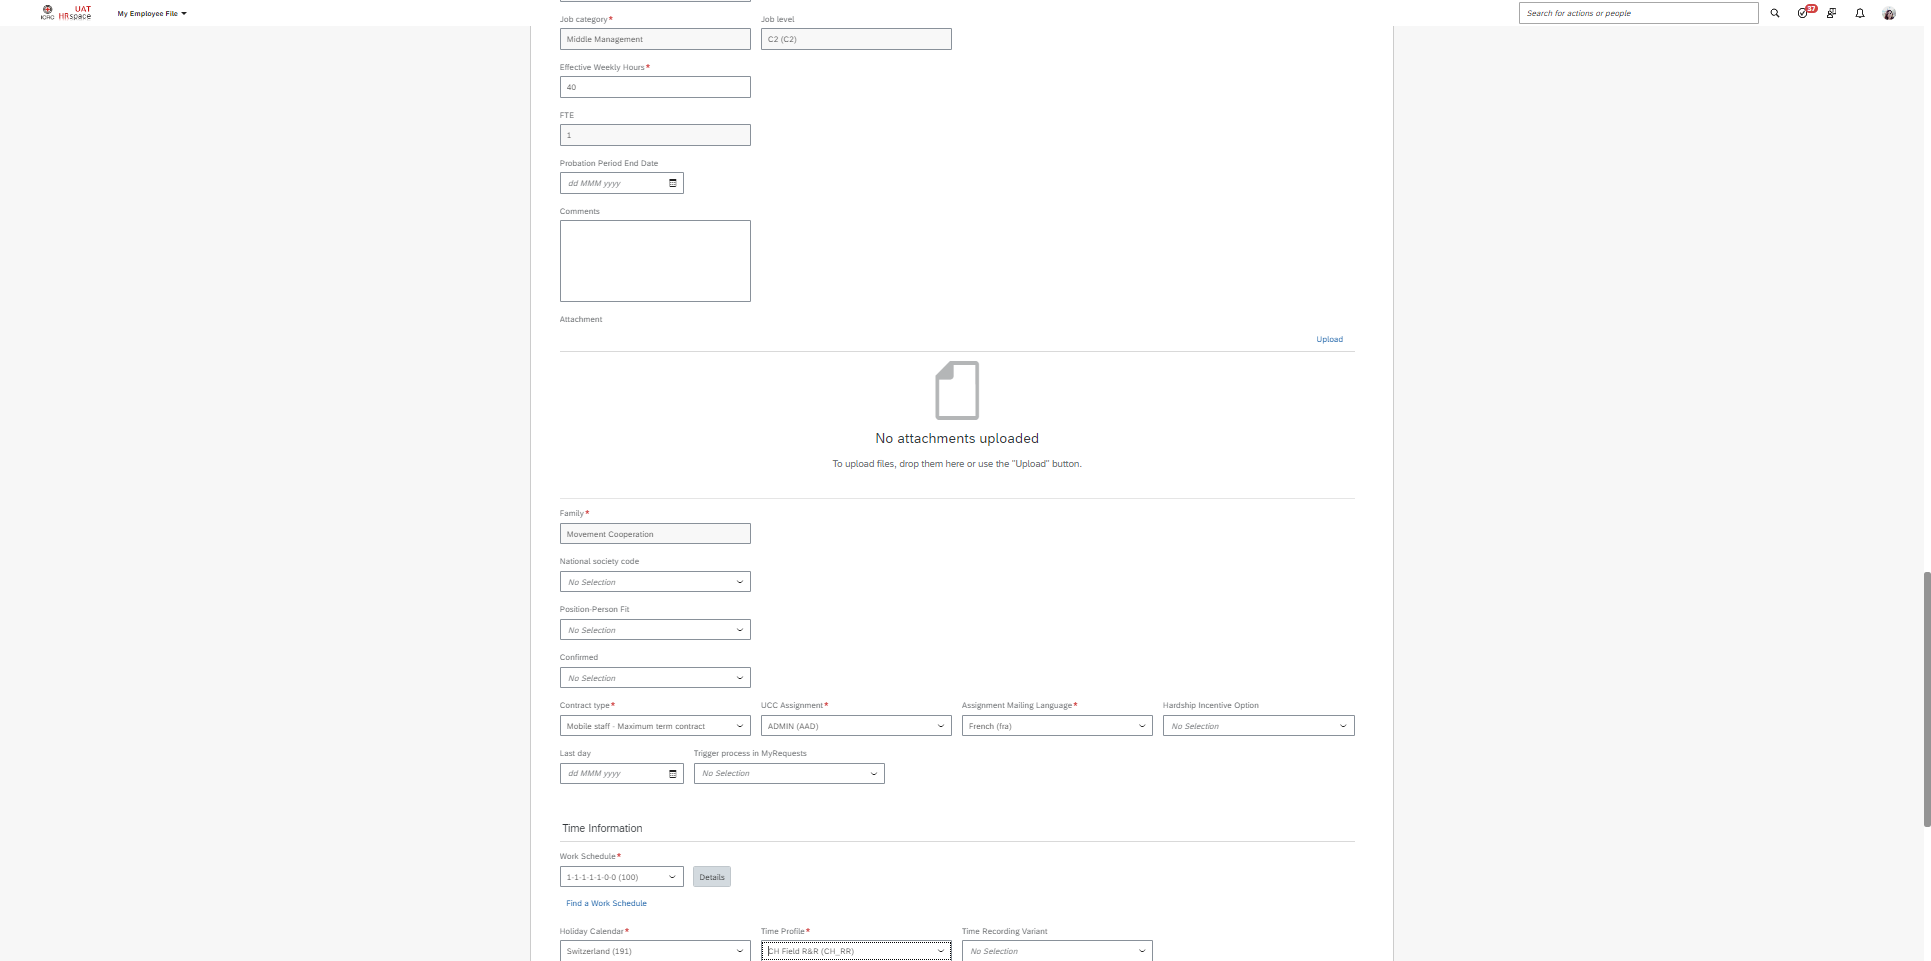 ICRC
UAT
HRspace
My Employee File
Search for actions or people
37
Job category*
Job level
Middle Management
C2 (C2)
Effective Weekly Hours*
40
FTE
1
Probation Period End Date
dd MMM yyyy
Comments
Attachment
Upload
No attachments uploaded
To upload files, drop them here or use the "Upload" button.
Family*
Movement Cooperation
National society code
No Selection
Position-Person Fit
No Selection
Confirmed
No Selection
Contract type*
UCC Assignment*
Assignment Mailing Language*
Hardship Incentive Option
Mobile staff - Maximum term contract
ADMIN (AAD)
French (fra)
No Selection
Last day
Trigger process in MyRequests
dd MMM yyyy
No Selection
Time Information
Work Schedule*
1-1-1-1-1-0-0 (100)
Details
Find a Work Schedule
Holiday Calendar*
Time Profile*
Time Recording Variant
Switzerland (191)
CH Field R&R (CH_RR)
No Selection